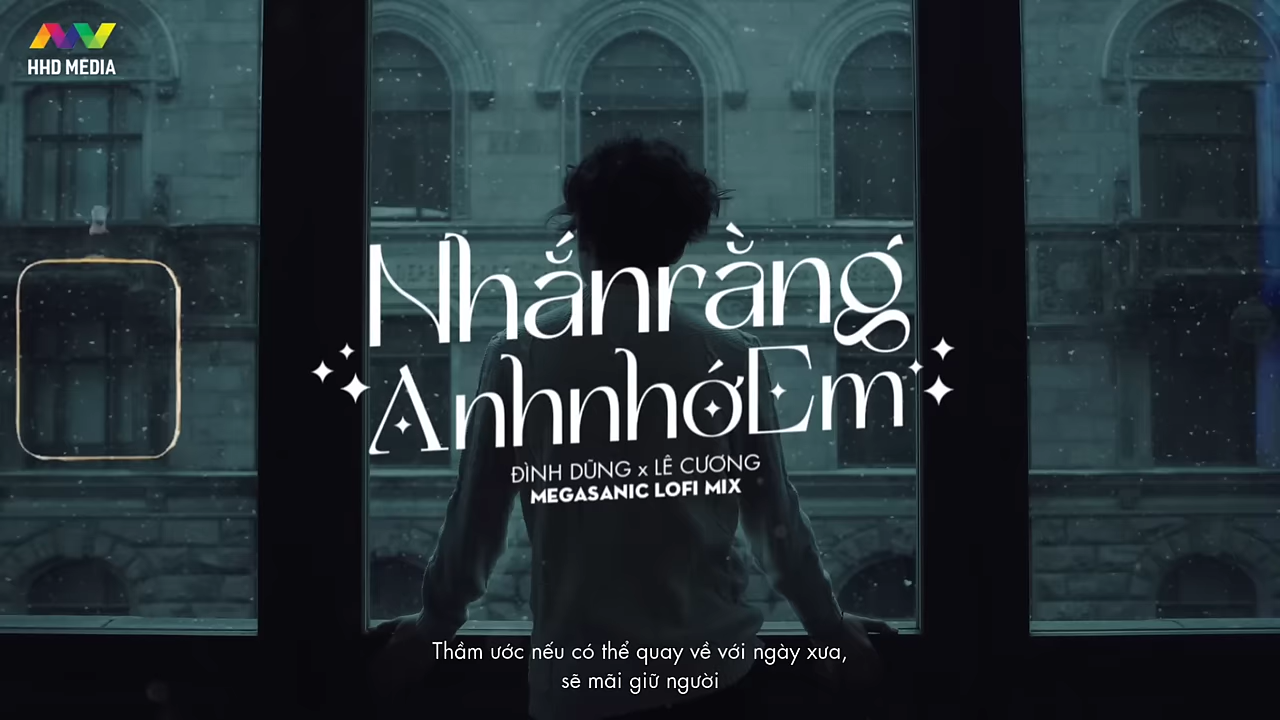 HHD MEDIA
Nhắn rằng
Anh nhớ Em
ĐÌNH DŨNG x LÊ CƯƠNG
MEGASANIC LOFI MIX
Thầm ước nếu có thể quay về với ngày xưa,
sẽ mãi giữ người